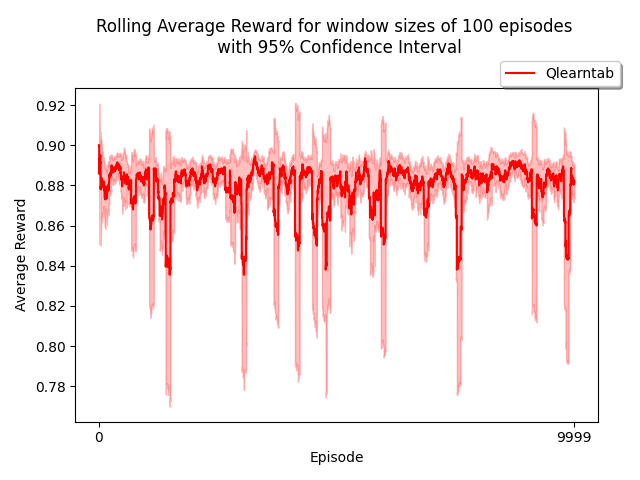 Rolling Average Reward for window sizes of 100 episodes
with 95% Confidence Interval
Qlearntab
0.92
0.90
0.88
0.86
0.84
0.82
0.80
0.78
Average Reward
0
9999
Episode